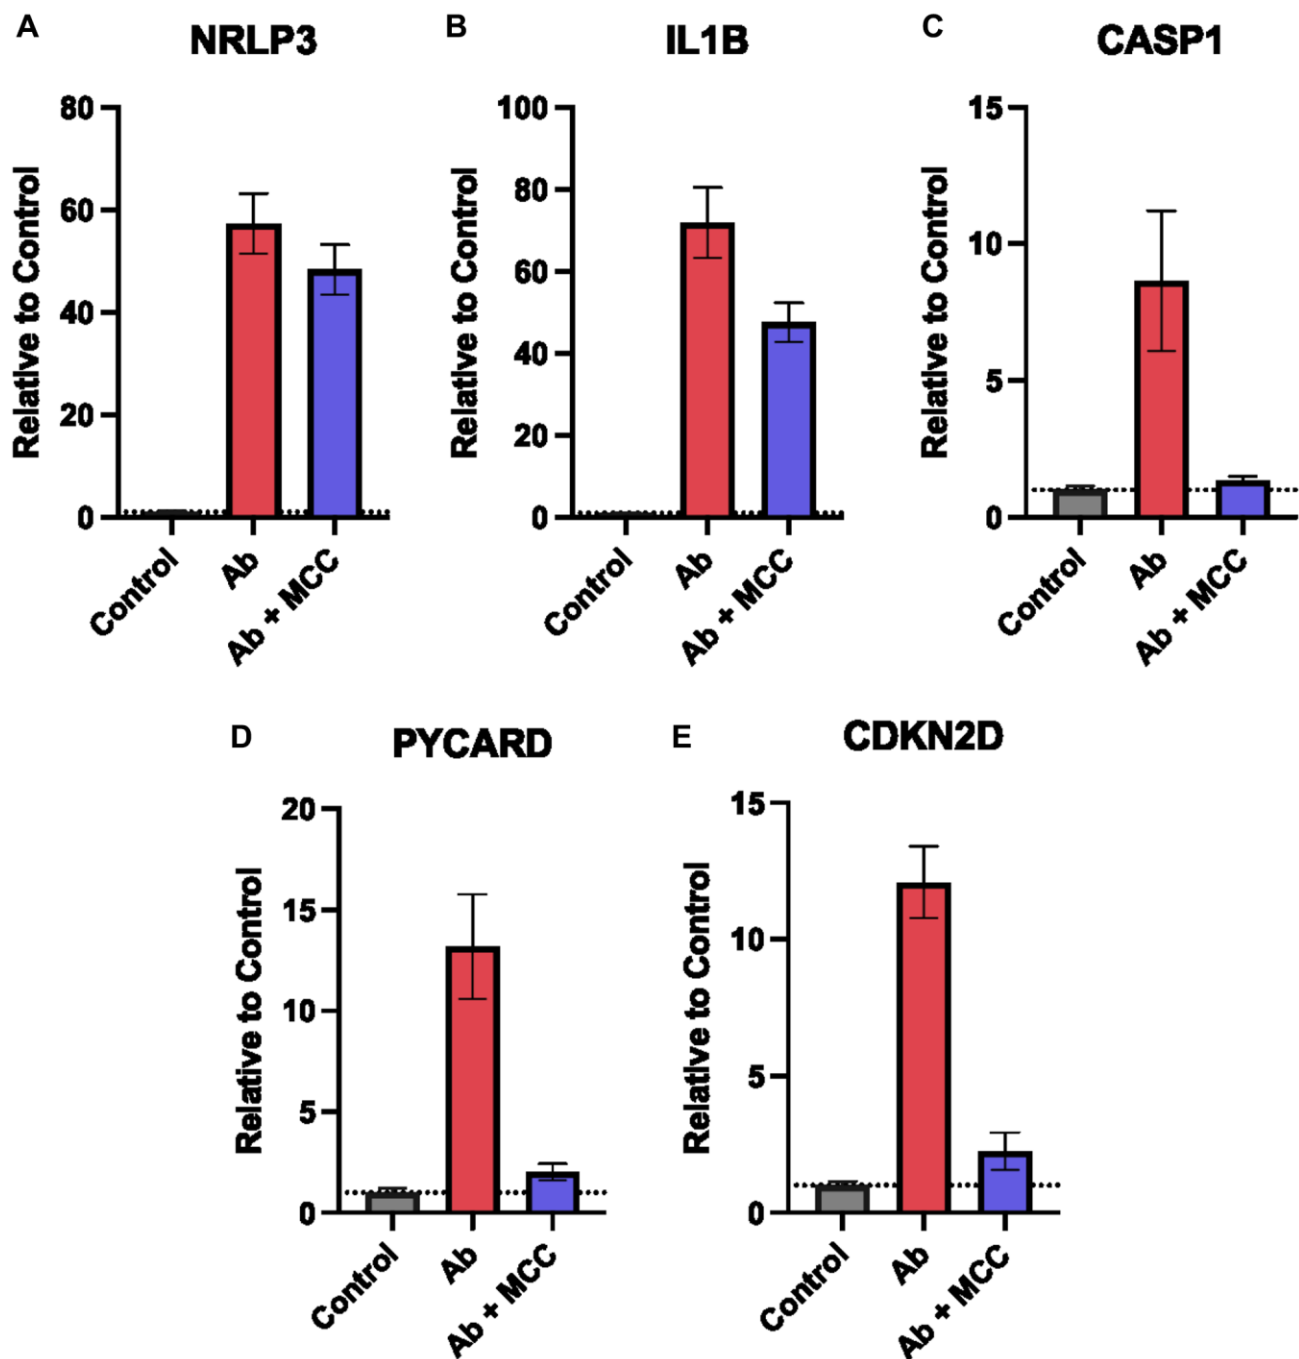 A
NRLP3
Relative to Control
80
60
40
20
0
Control
Ab
Ab + MCC
B
IL1B
Relative to Control
100
80
60
40
20
0
Control
Ab
Ab + MCC
C
CASP1
Relative to Control
15
10
5
0
Control
Ab
Ab + MCC
D
PYCARD
Relative to Control
20
15
10
5
0
Control
Ab
Ab + MCC
E
CDKN2D
Relative to Control
15
10
5
0
Control
Ab
Ab + MCC